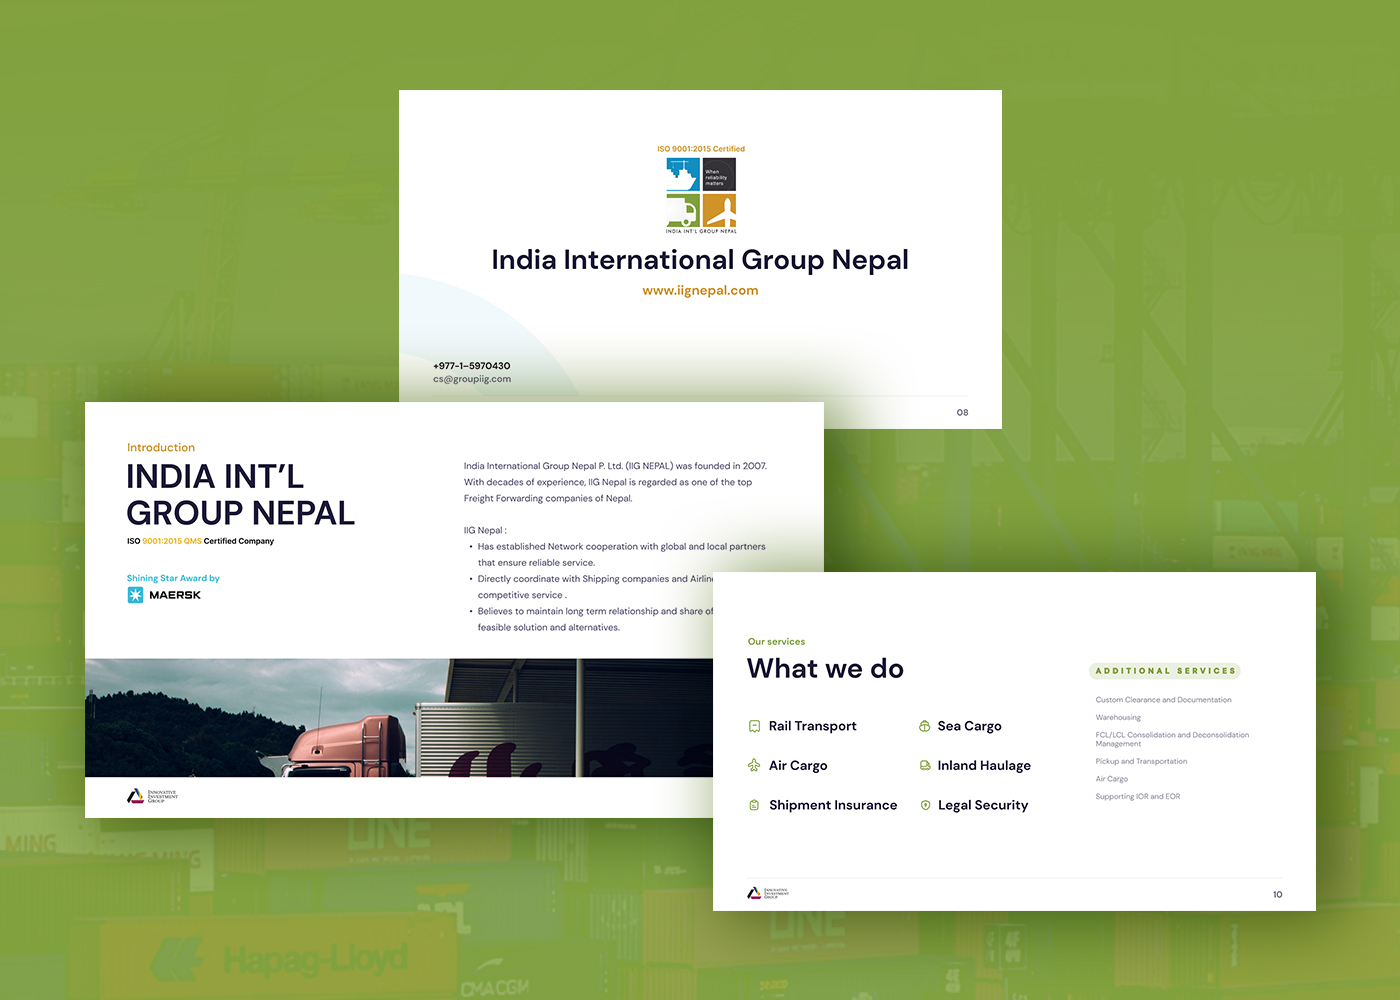 ISO 9001:2015 Certified
When
reliability
matters
INDIA INT'L GROUP NEPAL
India International Group Nepal
www.iignepal.com
+977-1-5970430
cs@groupiig.com
08
Introduction
INDIA INT’L
GROUP NEPAL
ISO 9001:2015 QMS Certified Company
Shining Star Award by
MAERSK
India International Group Nepal P. Ltd. (IIG NEPAL) was founded in 2007.
With decades of experience, IIG Nepal is regarded as one of the top
Freight Forwarding companies of Nepal.
IIG Nepal :
• Has established Network cooperation with global and local partners
that ensure reliable service.
• Directly coordinate with Shipping companies and Airline
competitive service .
• Believes to maintain long term relationship and share of
feasible solution and alternatives.
INNOVATIVE
INVESTMENT
GROUP
Our services
What we do
Rail Transport
Sea Cargo
Air Cargo
Inland Haulage
Shipment Insurance
Legal Security
ADDITIONAL SERVICES
Custom Clearance and Documentation
Warehousing
FCL/LCL Consolidation and Deconsolidation
Management
Pickup and Transportation
Air Cargo
Supporting IOR and EOR
INNOVATIVE
INVESTMENT
GROUP
10
ONE
ONE
Hapag-Lloyd
CMA CGM